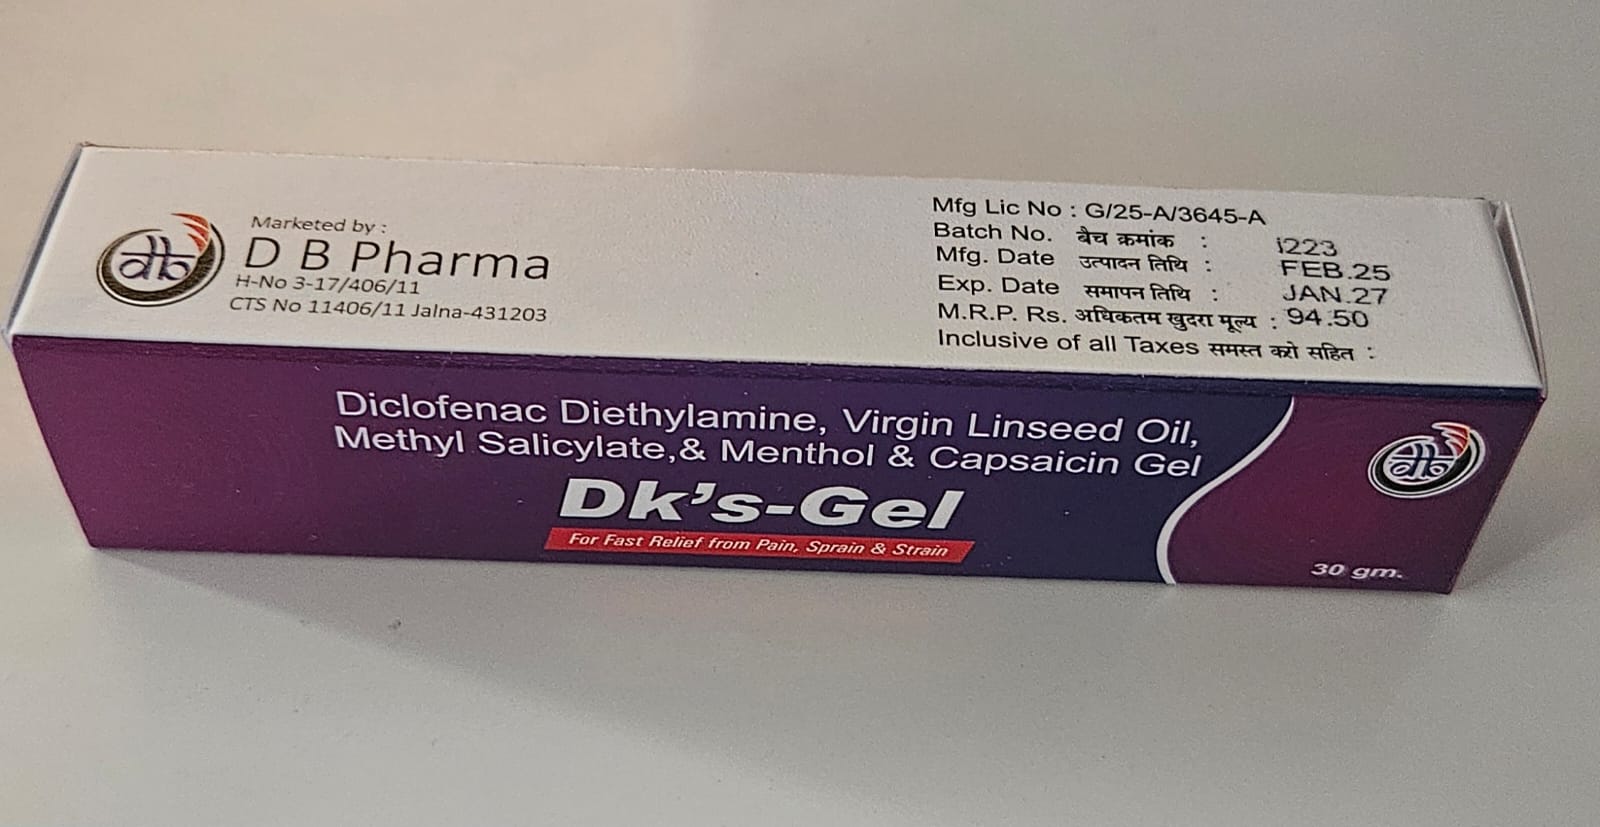 Marketed by :
D B Pharma
H-No 3-17/406/11
CTS No 11406/11 Jalna-431203
Mfg Lic No : G/25-A/3645-A
Batch No. बैच क्रमांक : I223
Mfg. Date उत्पादन तिथि : FEB.25
Exp. Date समापन तिथि : JAN.27
M.R.P. Rs. अधिकतम खुदरा मूल्य : 94.50
Inclusive of all Taxes समस्त करो सहित :
Diclofenac Diethylamine, Virgin Linseed Oil,
Methyl Salicylate,& Menthol & Capsaicin Gel
Dk's-Gel
For Fast Relief from Pain, Sprain & Strain
30 gm.
db
db